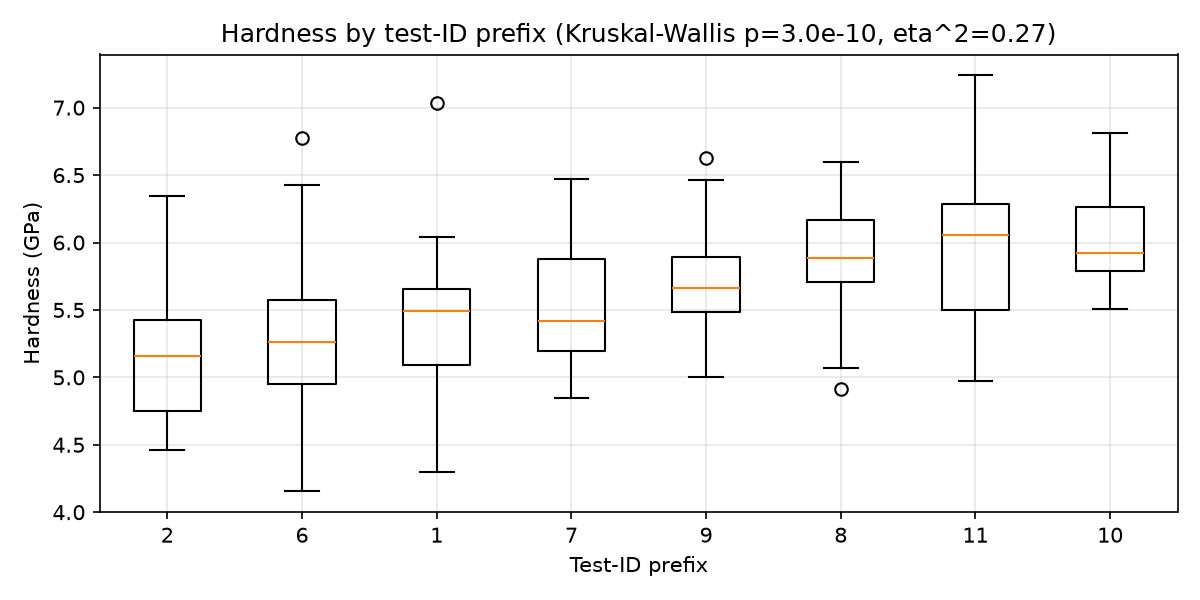 Hardness by test-ID prefix (Kruskal-Wallis p=3.0e-10, eta^2=0.27)
Hardness (GPa)
7.0
6.5
6.0
5.5
5.0
4.5
4.0
2 6 1 7 9 8 11 10
Test-ID prefix